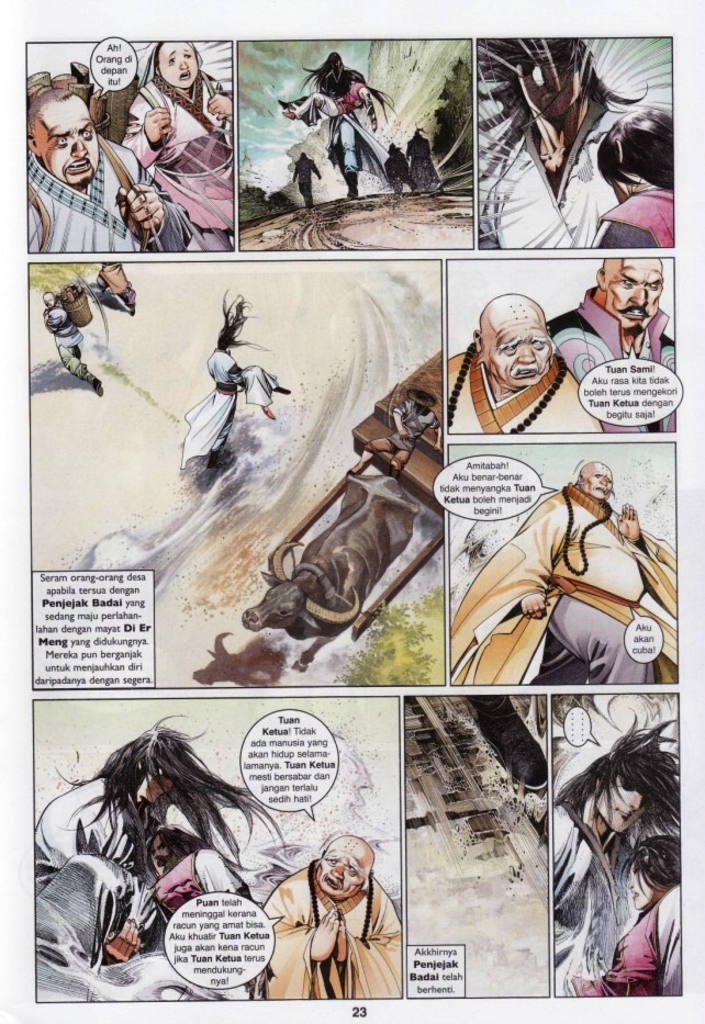 Ah!
Orang di
depan
itu!
Tuan Sami!
Aku rasa kita tidak
boleh terus mengekori
Tuan Ketua dengan
begitu saja!
Seram orang-orang desa
apabila tersua dengan
Penjejak Badai yang
sedang maju perlahan-
lahan dengan mayat Di Er
Meng yang didukungnya.
Mereka pun berganjak
untuk menjauhkan diri
daripadanya dengan segera.
Amitabah!
Aku benar-benar
tidak menyangka Tuan
Ketua boleh menjadi
begini!
Aku
akan
cuba!
Tuan
Ketua! Tidak
ada manusia yang
akan hidup selama-
lamanya. Tuan Ketua
mesti bersabar dan
jangan terlalu
sedih hati!
Puan telah
meninggal kerana
racun yang amat bisa.
Aku khuatir Tuan Ketua
juga akan kena racun
jika Tuan Ketua terus
mendukung-
nya!
Akkhirnya
Penjejak
Badai telah
berhenti.
......
23